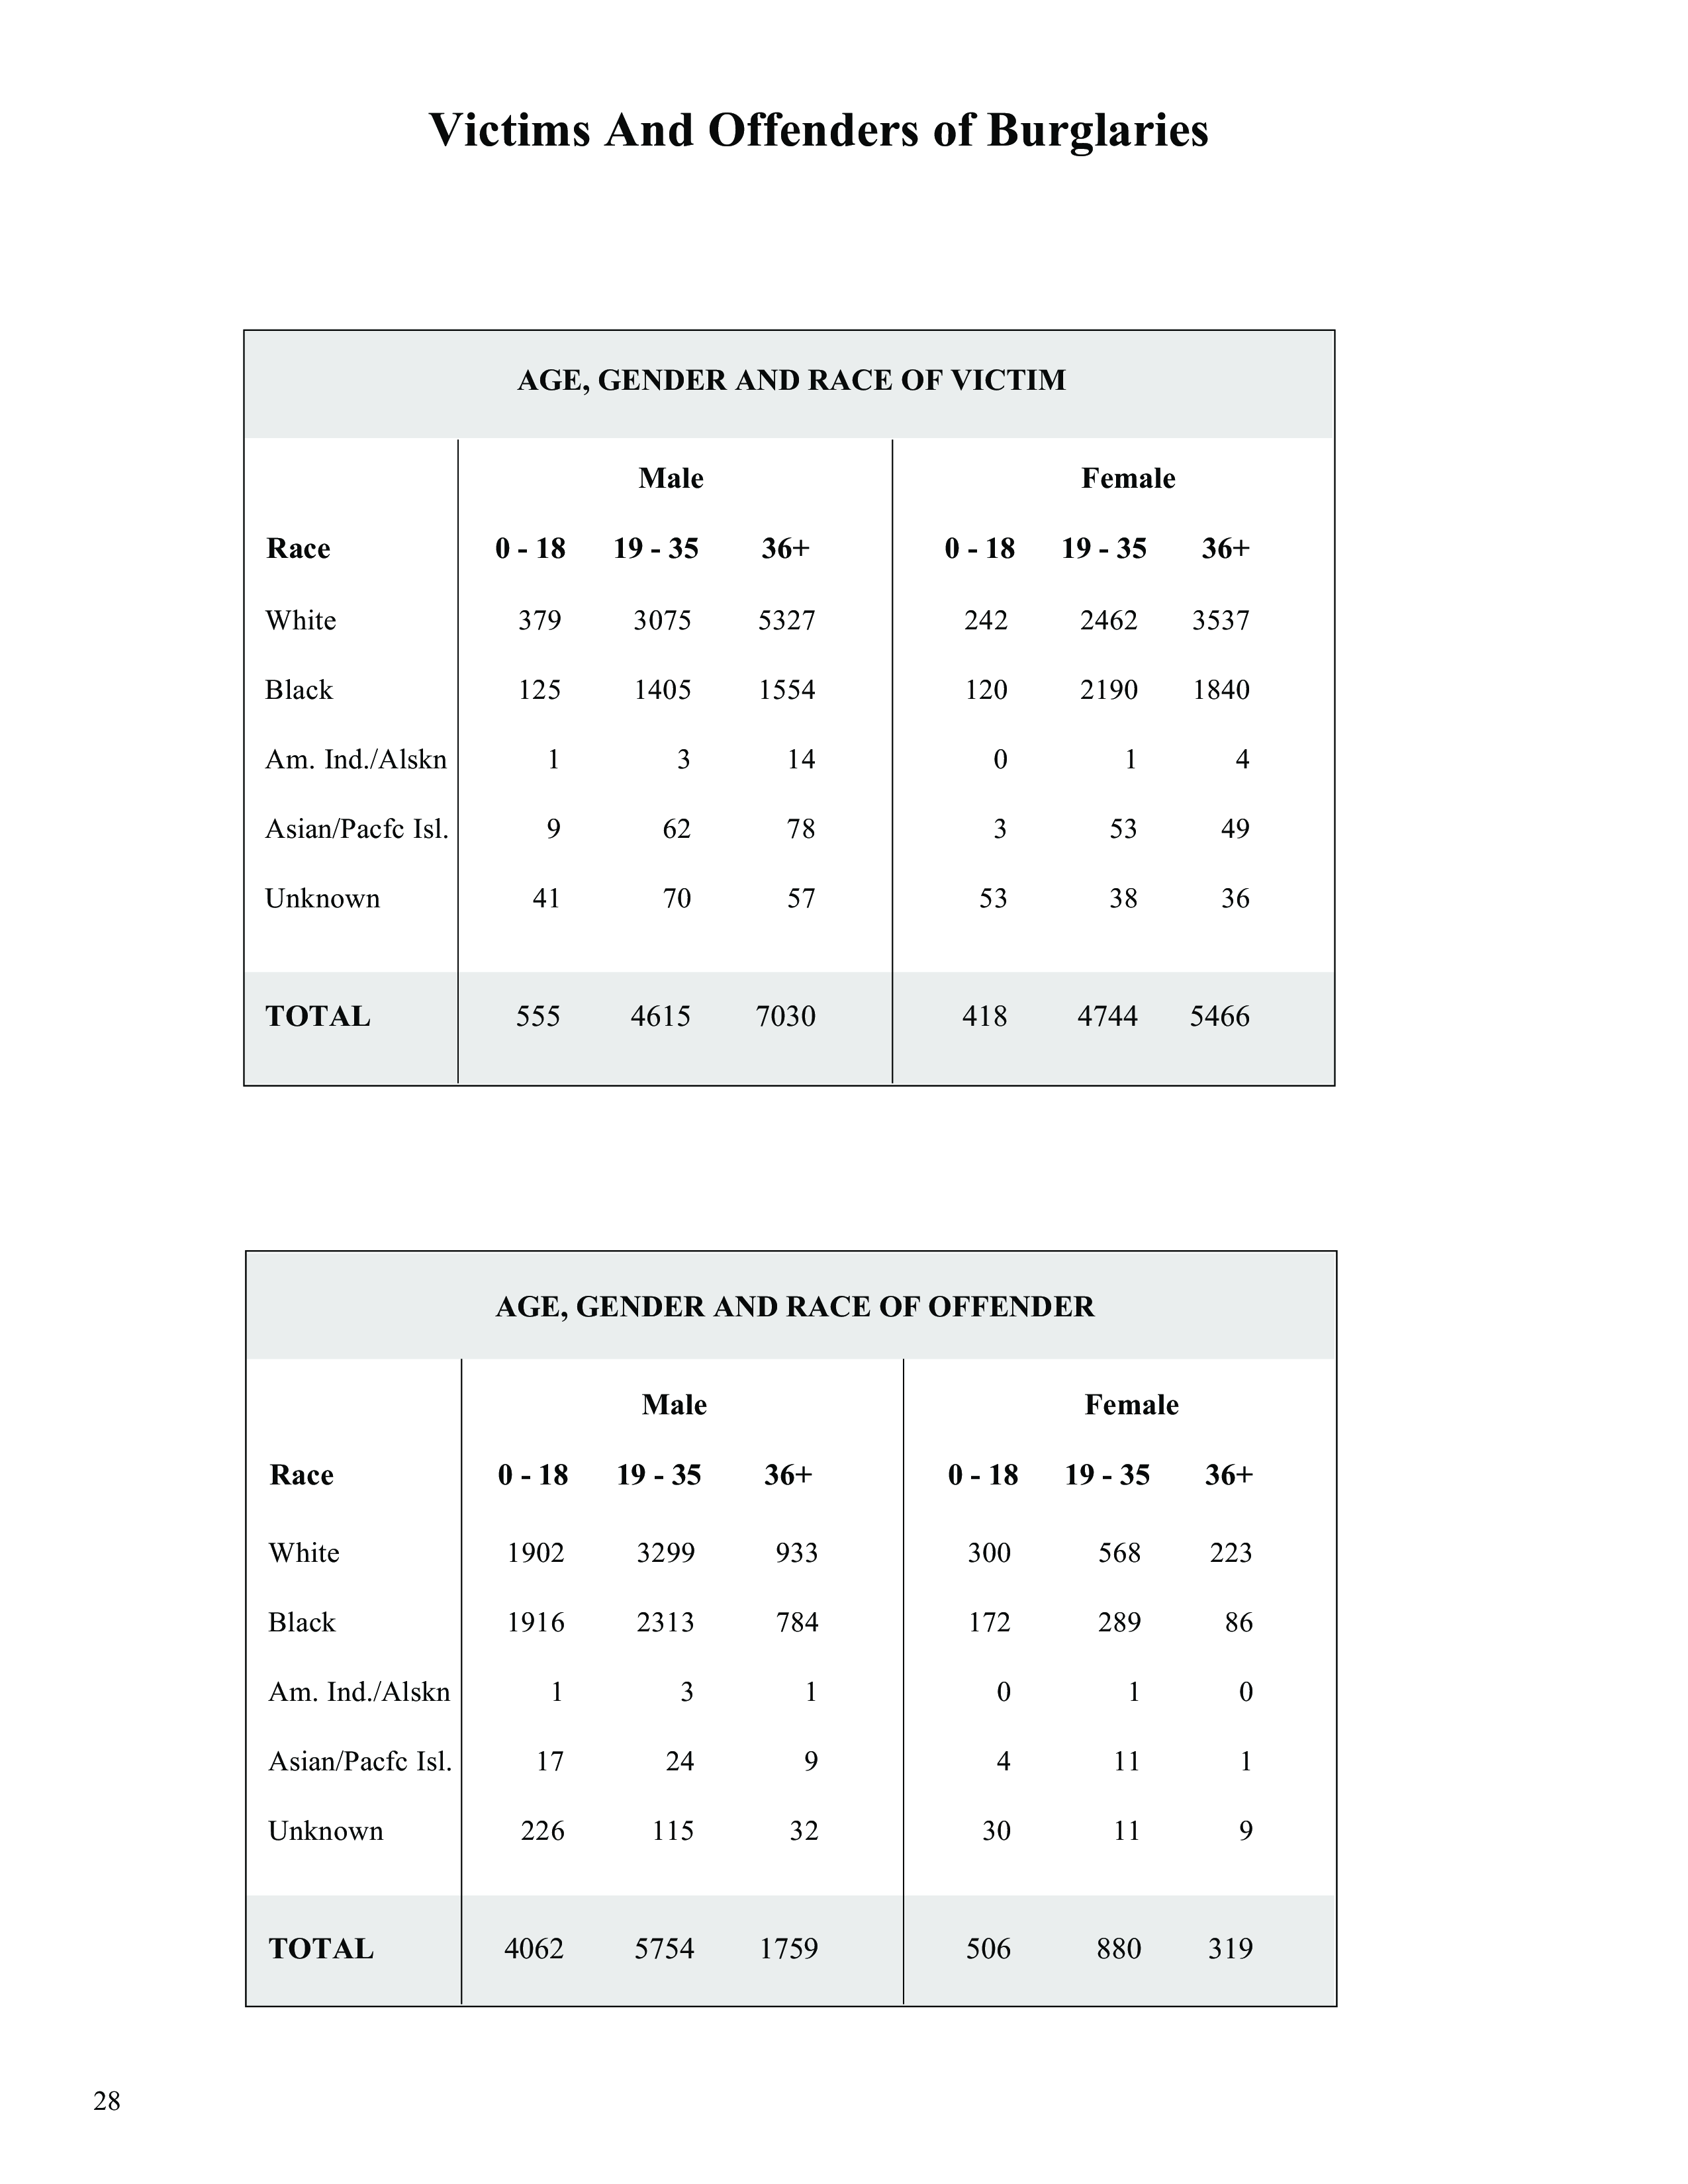 Victims And Offenders of Burglaries
AGE, GENDER AND RACE OF VICTIM
Male Female
Race 0 - 18 19 - 35 36+ 0 - 18 19 - 35 36+
White 379 3075 5327 242 2462 3537
Black 125 1405 1554 120 2190 1840
Am. Ind./Alskn 1 3 14 0 1 4
Asian/Pacfc Isl. 9 62 78 3 53 49
Unknown 41 70 57 53 38 36
TOTAL 555 4615 7030 418 4744 5466
AGE, GENDER AND RACE OF OFFENDER
Male Female
Race 0 - 18 19 - 35 36+ 0 - 18 19 - 35 36+
White 1902 3299 933 300 568 223
Black 1916 2313 784 172 289 86
Am. Ind./Alskn 1 3 1 0 1 0
Asian/Pacfc Isl. 17 24 9 4 11 1
Unknown 226 115 32 30 11 9
TOTAL 4062 5754 1759 506 880 319
28